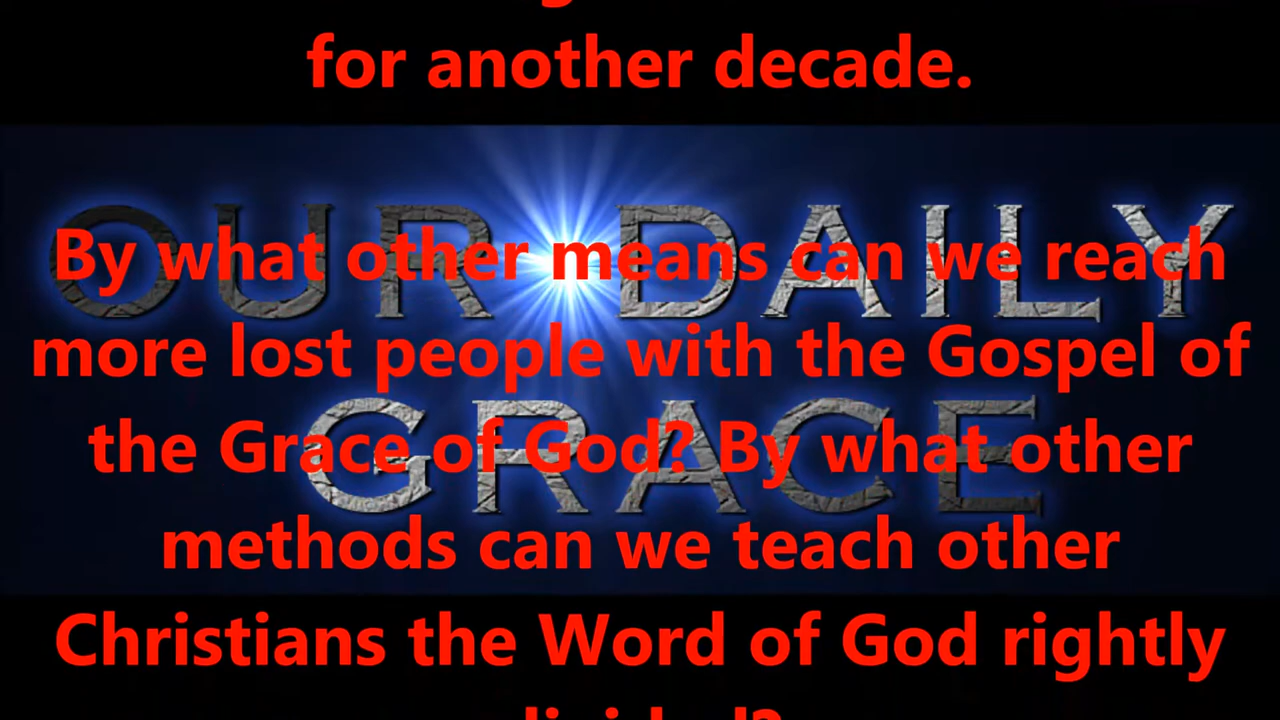 for another decade.
OUR DAILY
By what other means can we reach
more lost people with the Gospel of
GRACE
the Grace of God? By what other
methods can we teach other
Christians the Word of God rightly
divided?